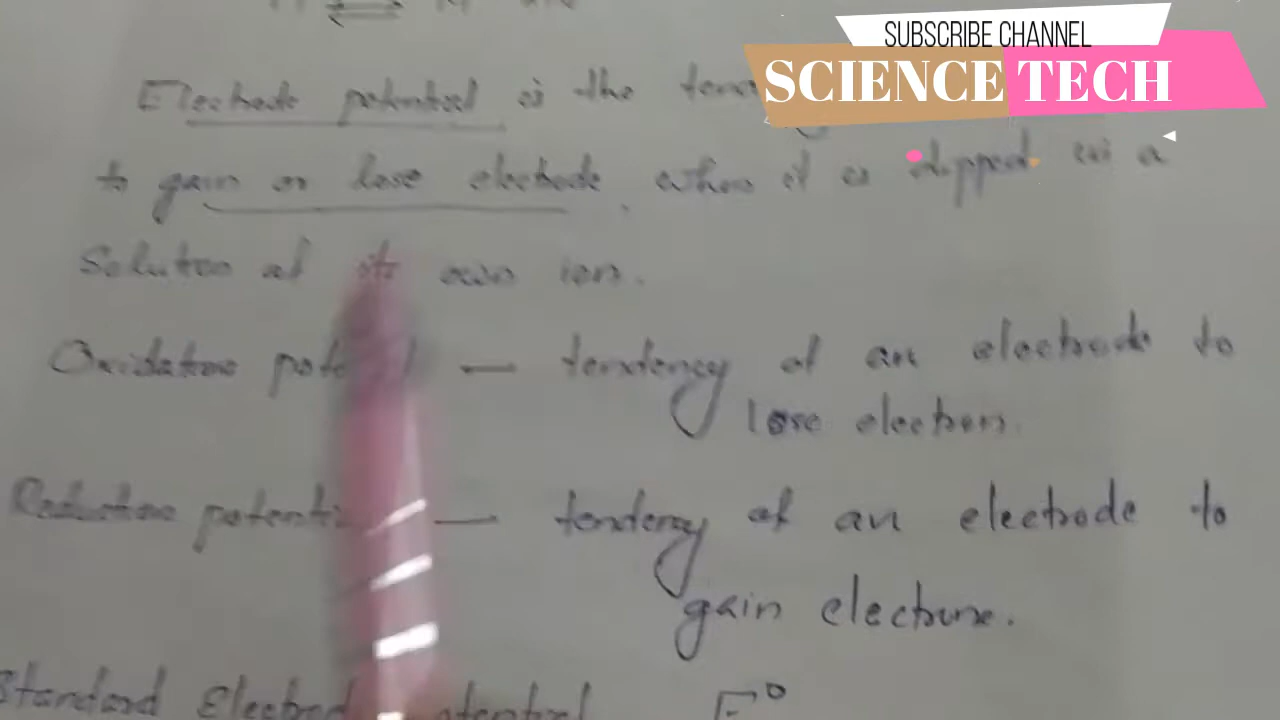 SUBSCRIBE CHANNEL
SCIENCE TECH
Electrode potential is the
to gain or lose electrode, when it is dipped in a
Solution of its own ion.
Oxidation — tendency of an electrode to
lose electrons.
Reduction — tendency of an electrode to
gain electrons.
Standard E⁰